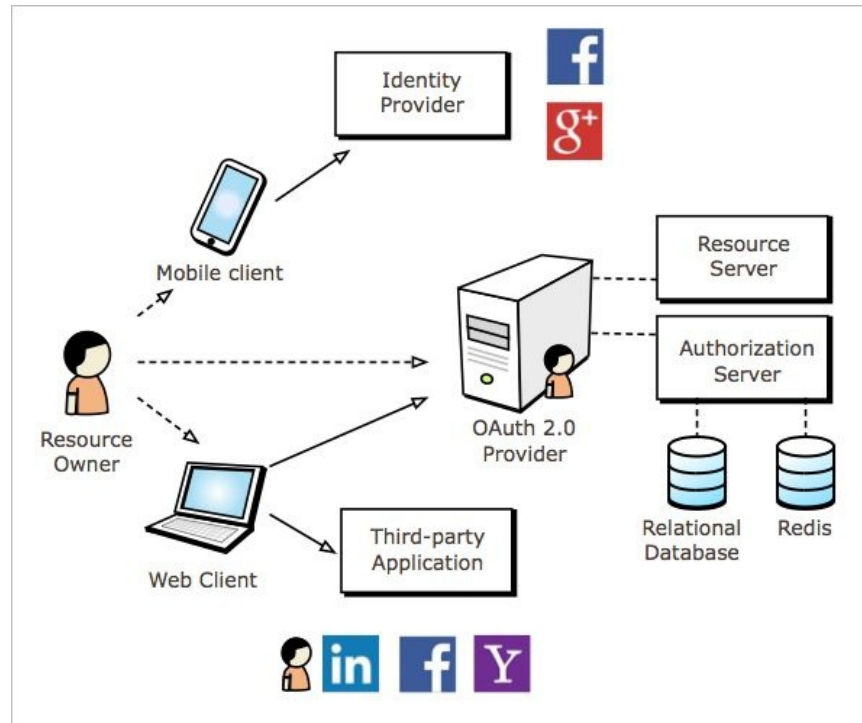 Identity
Provider
f
g+
Mobile client
Resource
Server
Authorization
Server
Resource
Owner
OAuth 2.0
Provider
Relational
Database
Redis
Web Client
Third-party
Application
in
f
Y